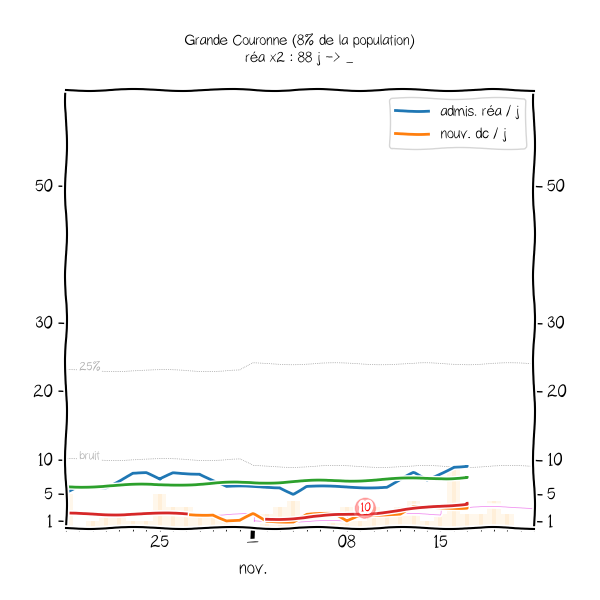 Grande Couronne (8% de la population)
réa x2 : 88 j -> _
admis. réa / j
nouv. dc / j
50
50
30
30
25%
20
20
bruit
10
10
5
5
10
1
1
25
08
15
nov.